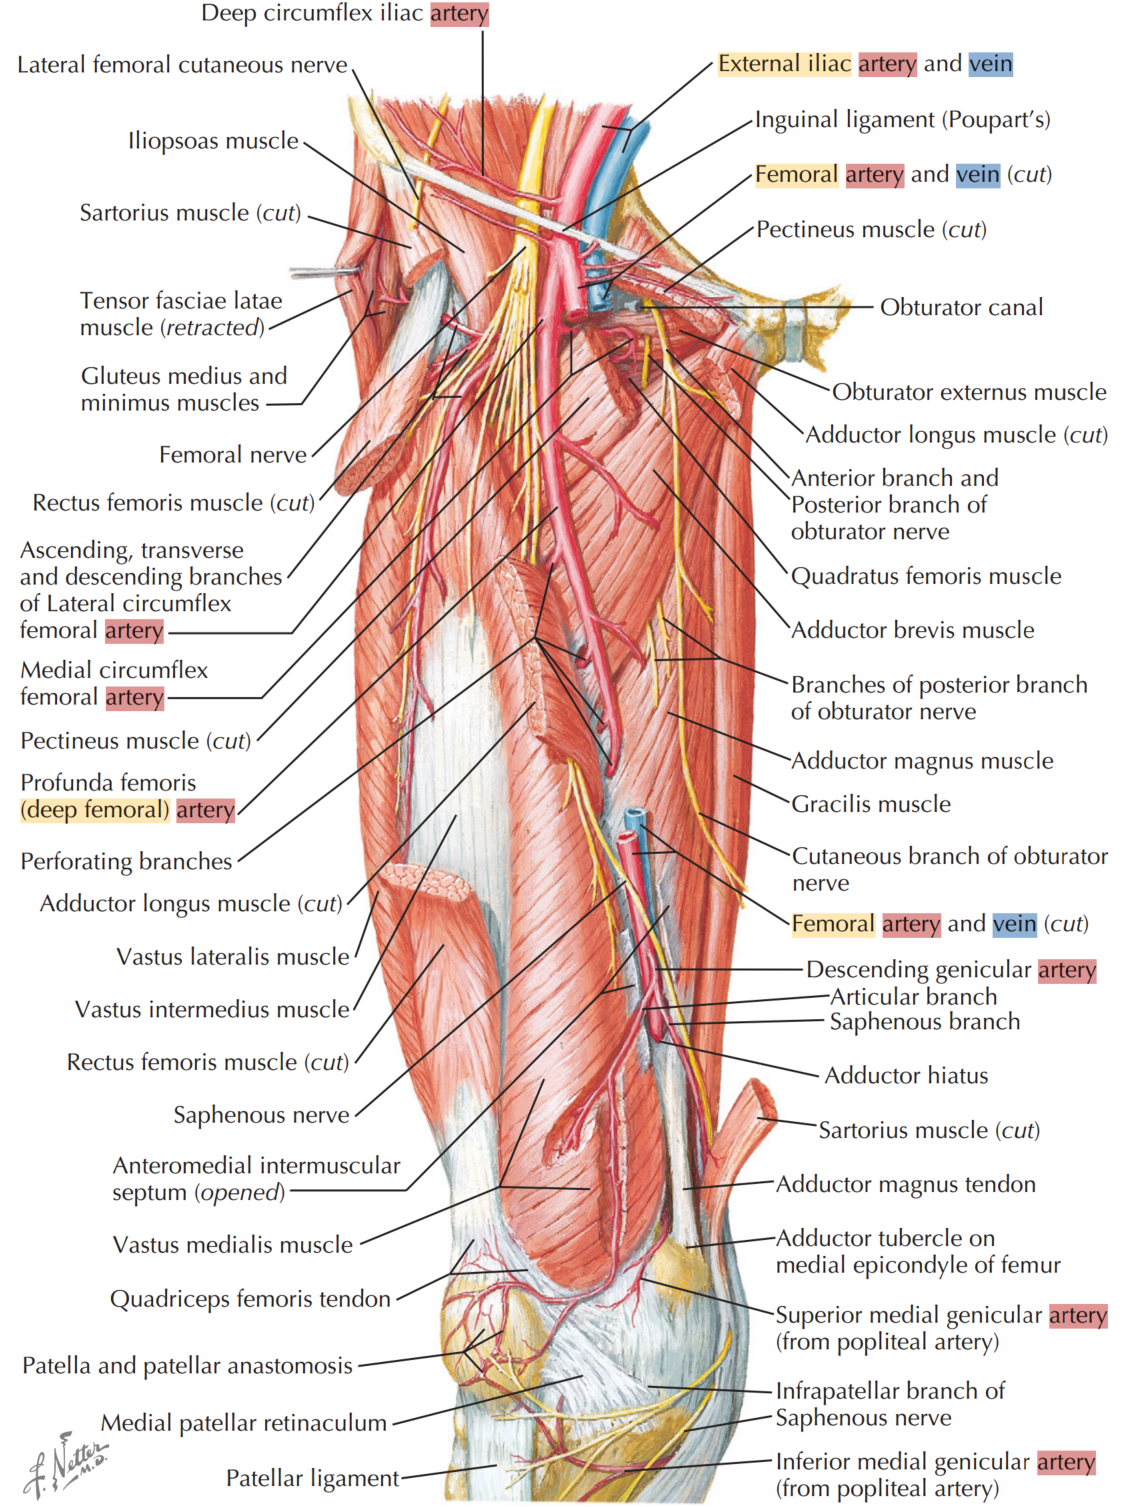 Deep circumflex iliac artery
Lateral femoral cutaneous nerve
Iliopsoas muscle
Sartorius muscle (cut)
Tensor fasciae latae
muscle (retracted)
Gluteus medius and
minimus muscles
Femoral nerve
Rectus femoris muscle (cut)
Ascending, transverse
and descending branches
of Lateral circumflex
femoral artery
Medial circumflex
femoral artery
Pectineus muscle (cut)
Profunda femoris
(deep femoral) artery
Perforating branches
Adductor longus muscle (cut)
Vastus lateralis muscle
Vastus intermedius muscle
Rectus femoris muscle (cut)
Saphenous nerve
Anteromedial intermuscular
septum (opened)
Vastus medialis muscle
Quadriceps femoris tendon
Patella and patellar anastomosis
Medial patellar retinaculum
Patellar ligament
External iliac artery and vein
Inguinal ligament (Poupart's)
Femoral artery and vein (cut)
Pectineus muscle (cut)
Obturator canal
Obturator externus muscle
Adductor longus muscle (cut)
Anterior branch and
Posterior branch of
obturator nerve
Quadratus femoris muscle
Adductor brevis muscle
Branches of posterior branch
of obturator nerve
Adductor magnus muscle
Gracilis muscle
Cutaneous branch of obturator
nerve
Femoral artery and vein (cut)
Descending genicular artery
Articular branch
Saphenous branch
Adductor hiatus
Sartorius muscle (cut)
Adductor magnus tendon
Adductor tubercle on
medial epicondyle of femur
Superior medial genicular artery
(from popliteal artery)
Infrapatellar branch of
Saphenous nerve
Inferior medial genicular artery
(from popliteal artery)
F. Netter
M.D.